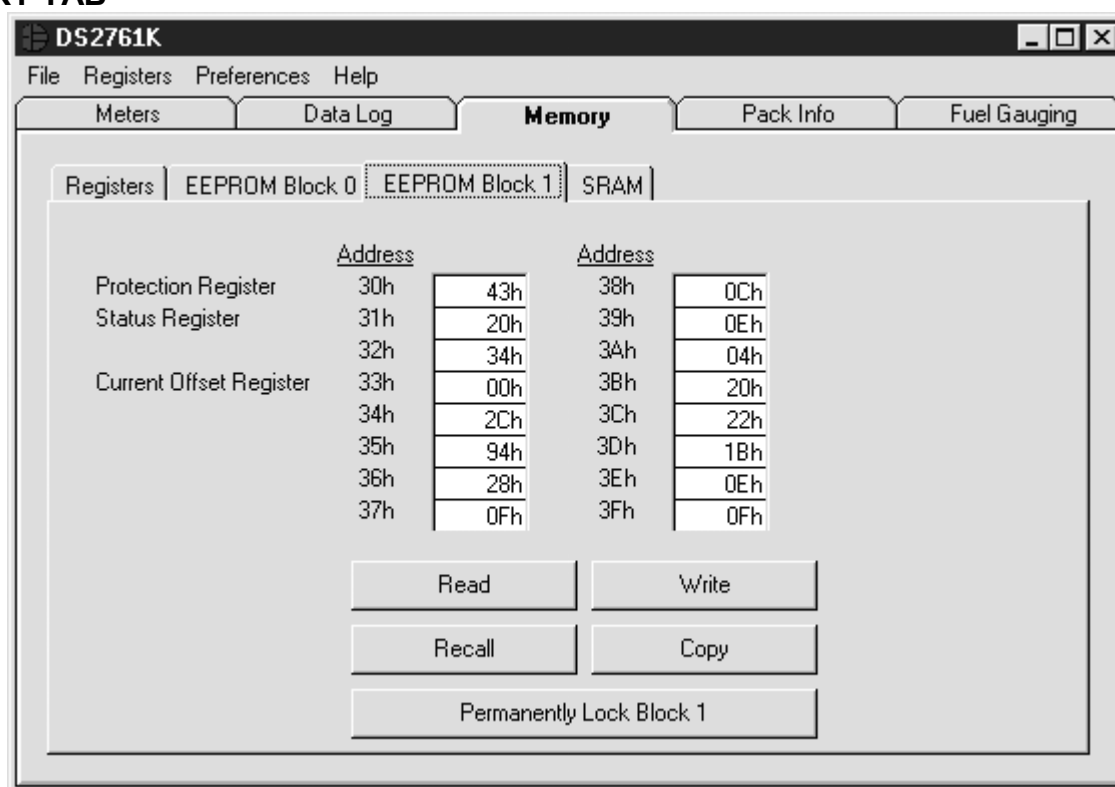 DS2761K
File Registers Preferences Help
Meters Data Log Memory Pack Info Fuel Gauging
Registers EEPROM Block 0 EEPROM Block 1 SRAM
Address Address
Protection Register 30h 43h 38h 0Ch
Status Register 31h 20h 39h 0Eh
32h 34h 3Ah 04h
Current Offset Register 33h 00h 3Bh 20h
34h 2Ch 3Ch 22h
35h 94h 3Dh 1Bh
36h 28h 3Eh 0Eh
37h 0Fh 3Fh 0Fh
Read Write
Recall Copy
Permanently Lock Block 1